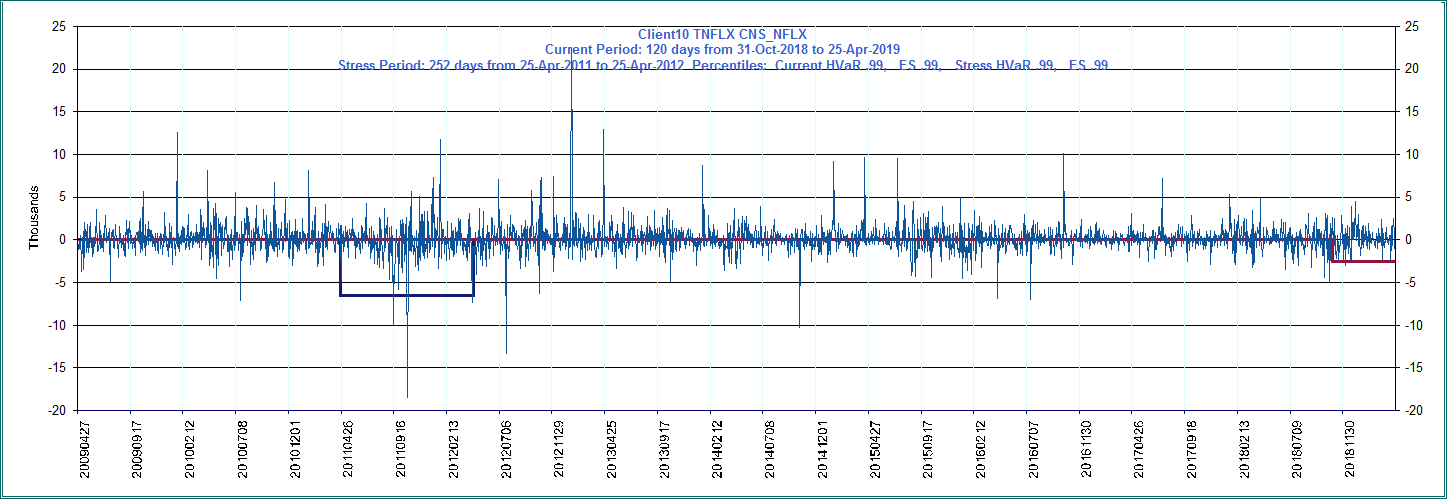 Client10 TNFLX CNS_NFLX
Current Period: 120 days from 31-Oct-2018 to 25-Apr-2019
Stress Period: 252 days from 25-Apr-2011 to 25-Apr-2012 Percentiles: Current HVaR .99, ES .99, Stress HVaR .99, ES .99
25 25
20 20
15 15
10 10
5 5
0 0
-5 -5
-10 -10
-15 -15
-20 -20
Thousands
20090427 20090917 20100212 20100708 20101201 20110426 20110916 20120213 20120706 20121129 20130425 20130917 20140212 20140708 20141201 20150427 20150917 20160212 20160707 20161130 20170426 20170918 20180213 20180709 20181130